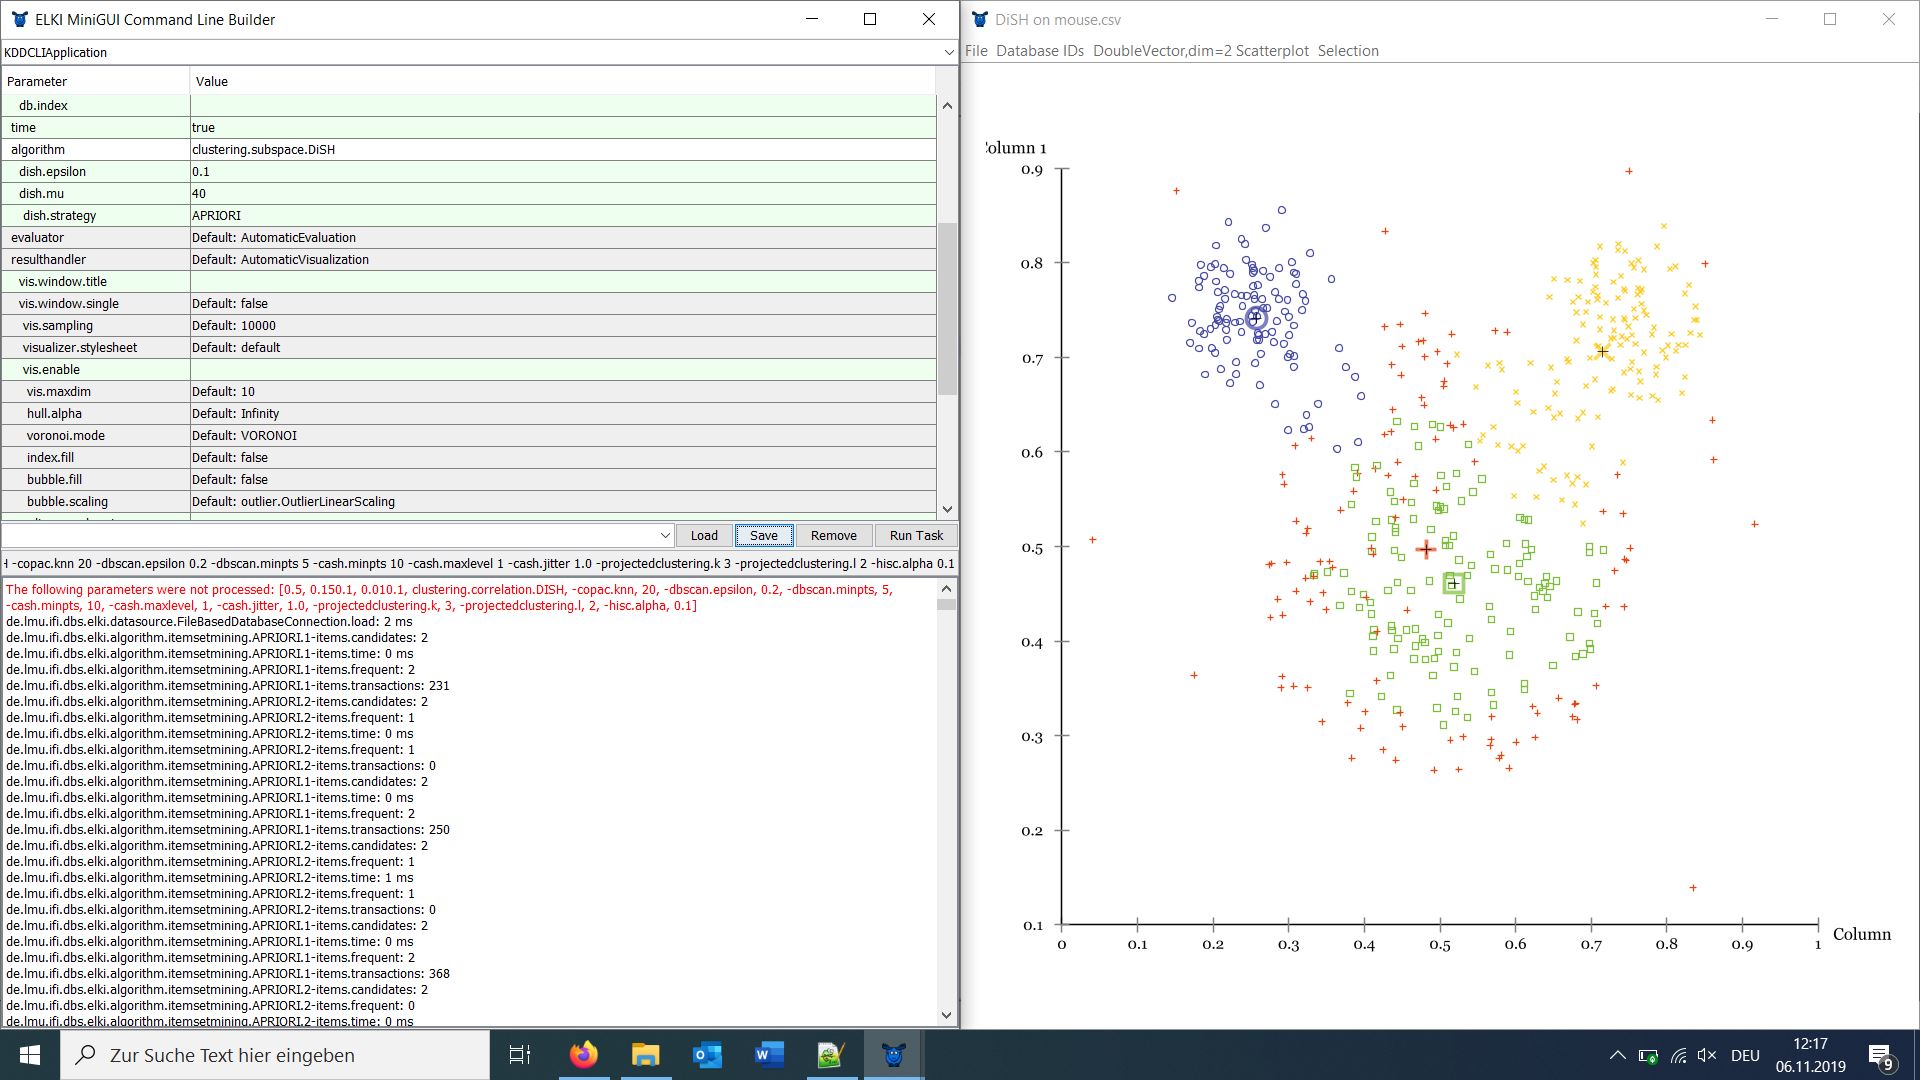 ELKI MiniGUI Command Line Builder
KDDCLIApplication
Parameter Value
db.index
time true
algorithm clustering.subspace.DiSH
dish.epsilon 0.1
dish.mu 40
dish.strategy APRIORI
evaluator Default: AutomaticEvaluation
resulthandler Default: AutomaticVisualization
vis.window.title
vis.window.single Default: false
vis.sampling Default: 10000
visualizer.stylesheet Default: default
vis.enable
vis.maxdim Default: 10
hull.alpha Default: Infinity
voronoi.mode Default: VORONOI
index.fill Default: false
bubble.fill Default: false
bubble.scaling Default: outlier.OutlierLinearScaling
Load Save Remove Run Task
H -copac.knn 20 -dbscan.epsilon 0.2 -dbscan.minpts 5 -cash.minpts 10 -cash.maxlevel 1 -cash.jitter 1.0 -projectedclustering.k 3 -projectedclustering.l 2 -hisc.alpha 0.1
The following parameters were not processed: [0.5, 0.150.1, 0.010.1, clustering.correlation.DISH, -copac.knn, 20, -dbscan.epsilon, 0.2, -dbscan.minpts, 5,
-cash.minpts, 10, -cash.maxlevel, 1, -cash.jitter, 1.0, -projectedclustering.k, 3, -projectedclustering.l, 2, -hisc.alpha, 0.1]
de.lmu.ifi.dbs.elki.datasource.FileBasedDatabaseConnection.load: 2 ms
de.lmu.ifi.dbs.elki.algorithm.itemsetmining.APRIORI.1-items.candidates: 2
de.lmu.ifi.dbs.elki.algorithm.itemsetmining.APRIORI.1-items.time: 0 ms
de.lmu.ifi.dbs.elki.algorithm.itemsetmining.APRIORI.1-items.frequent: 2
de.lmu.ifi.dbs.elki.algorithm.itemsetmining.APRIORI.1-items.transactions: 231
de.lmu.ifi.dbs.elki.algorithm.itemsetmining.APRIORI.2-items.candidates: 2
de.lmu.ifi.dbs.elki.algorithm.itemsetmining.APRIORI.2-items.frequent: 1
de.lmu.ifi.dbs.elki.algorithm.itemsetmining.APRIORI.2-items.time: 0 ms
de.lmu.ifi.dbs.elki.algorithm.itemsetmining.APRIORI.2-items.frequent: 1
de.lmu.ifi.dbs.elki.algorithm.itemsetmining.APRIORI.2-items.transactions: 0
de.lmu.ifi.dbs.elki.algorithm.itemsetmining.APRIORI.1-items.candidates: 2
de.lmu.ifi.dbs.elki.algorithm.itemsetmining.APRIORI.1-items.time: 0 ms
de.lmu.ifi.dbs.elki.algorithm.itemsetmining.APRIORI.1-items.frequent: 2
de.lmu.ifi.dbs.elki.algorithm.itemsetmining.APRIORI.1-items.transactions: 250
de.lmu.ifi.dbs.elki.algorithm.itemsetmining.APRIORI.2-items.candidates: 2
de.lmu.ifi.dbs.elki.algorithm.itemsetmining.APRIORI.2-items.frequent: 1
de.lmu.ifi.dbs.elki.algorithm.itemsetmining.APRIORI.2-items.time: 1 ms
de.lmu.ifi.dbs.elki.algorithm.itemsetmining.APRIORI.2-items.frequent: 1
de.lmu.ifi.dbs.elki.algorithm.itemsetmining.APRIORI.2-items.transactions: 0
de.lmu.ifi.dbs.elki.algorithm.itemsetmining.APRIORI.1-items.candidates: 2
de.lmu.ifi.dbs.elki.algorithm.itemsetmining.APRIORI.1-items.time: 0 ms
de.lmu.ifi.dbs.elki.algorithm.itemsetmining.APRIORI.1-items.frequent: 2
de.lmu.ifi.dbs.elki.algorithm.itemsetmining.APRIORI.1-items.transactions: 368
de.lmu.ifi.dbs.elki.algorithm.itemsetmining.APRIORI.2-items.candidates: 2
de.lmu.ifi.dbs.elki.algorithm.itemsetmining.APRIORI.2-items.frequent: 0
de.lmu.ifi.dbs.elki.algorithm.itemsetmining.APRIORI.2-items.time: 0 ms
DiSH on mouse.csv
File Database IDs DoubleVector,dim=2 Scatterplot Selection
Column 1
0.9
0.8
0.7
0.6
0.5
0.4
0.3
0.2
0.1
0 0.1 0.2 0.3 0.4 0.5 0.6 0.7 0.8 0.9 1
Column
Zur Suche Text hier eingeben
DEU
12:17
06.11.2019
9